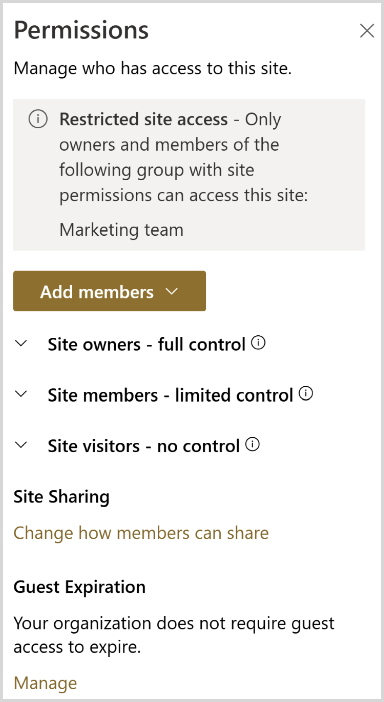 Permissions
Manage who has access to this site.
Restricted site access - Only
owners and members of the
following group with site
permissions can access this site:
Marketing team
Add members
Site owners - full control
Site members - limited control
Site visitors - no control
Site Sharing
Change how members can share
Guest Expiration
Your organization does not require guest
access to expire.
Manage